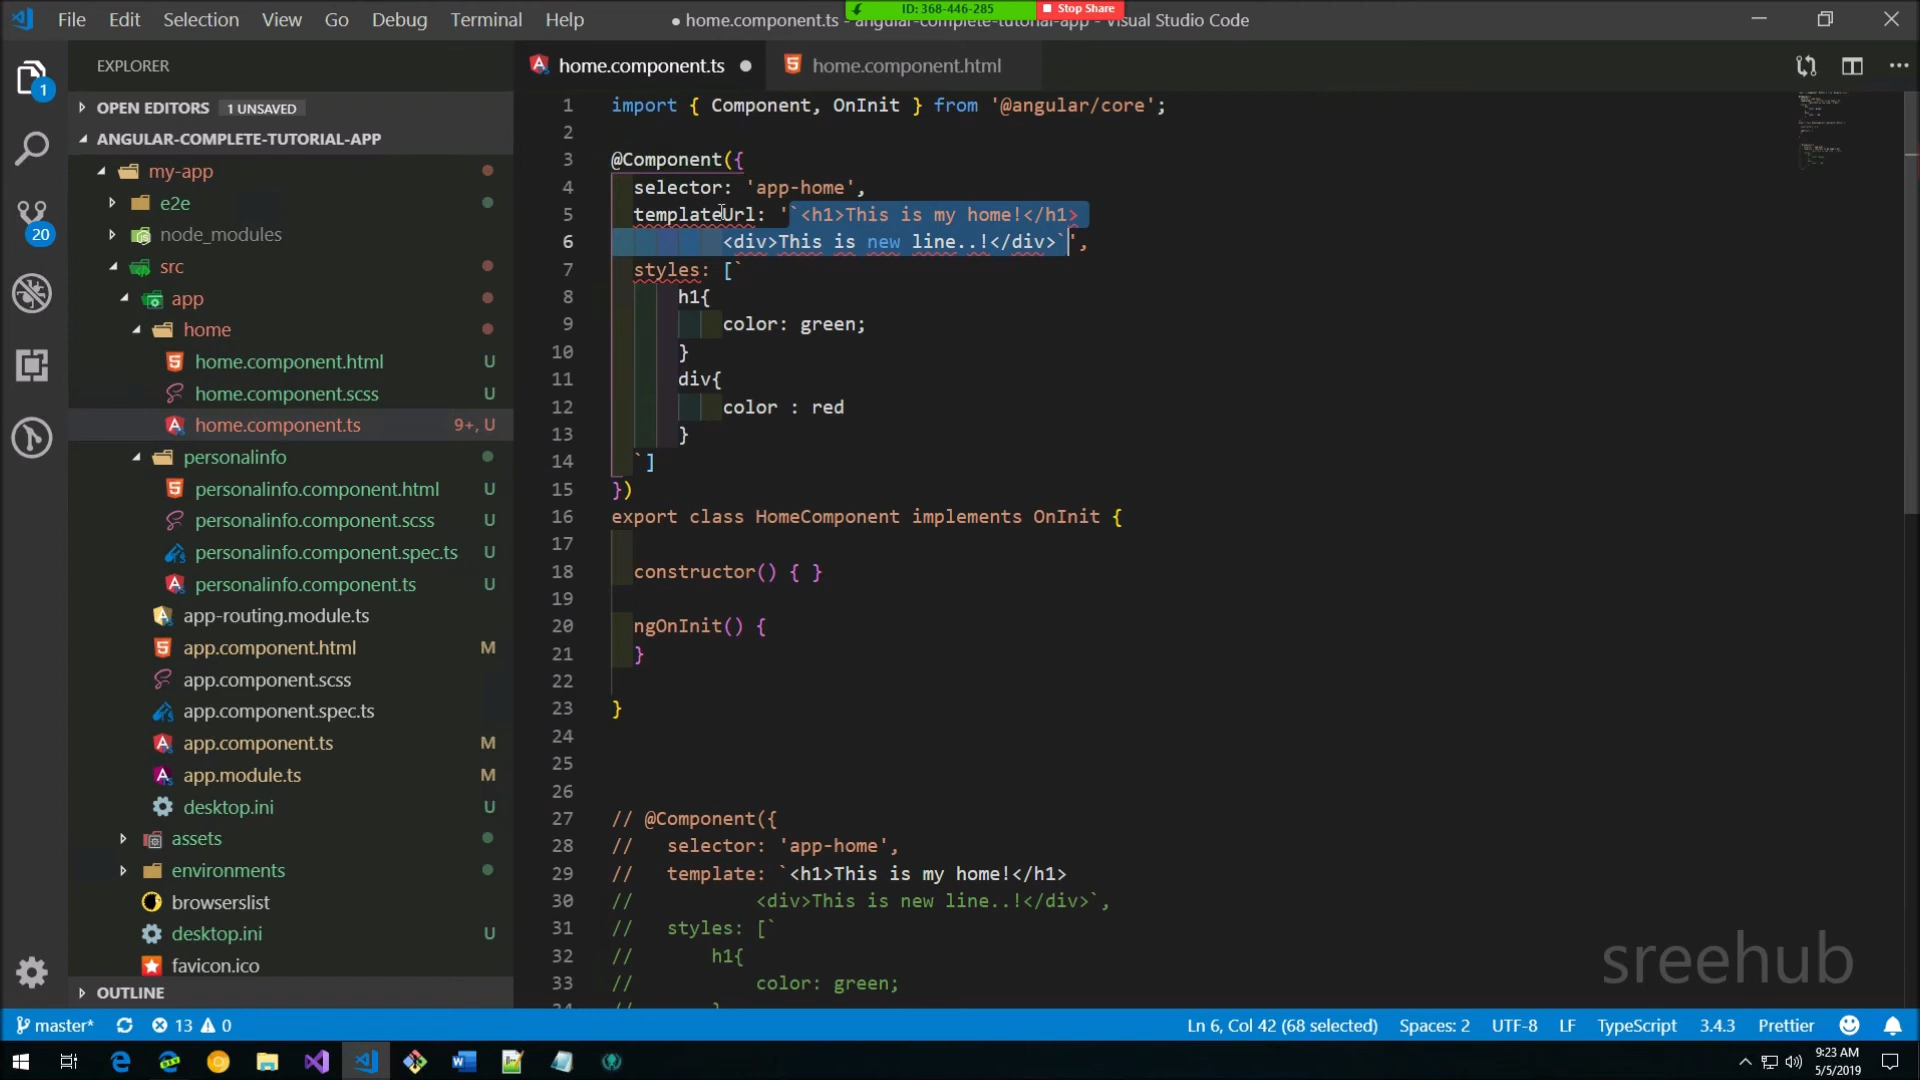 File Edit Selection View Go Debug Terminal Help
● home.component.ts - angular-complete-tutorial-app - Visual Studio Code
ID: 368-446-285
Stop Share
EXPLORER
OPEN EDITORS 1 UNSAVED
ANGULAR-COMPLETE-TUTORIAL-APP
my-app
e2e
node_modules
src
app
home
home.component.html U
home.component.scss U
home.component.ts 9+, U
personalinfo
personalinfo.component.html U
personalinfo.component.scss U
personalinfo.component.spec.ts U
personalinfo.component.ts U
app-routing.module.ts
app.component.html M
app.component.scss
app.component.spec.ts
app.component.ts M
app.module.ts M
desktop.ini U
assets
environments
browserslist
desktop.ini U
favicon.ico
OUTLINE
1
20
home.component.ts
home.component.html
1 import { Component, OnInit } from '@angular/core';
2
3 @Component({
4 selector: 'app-home',
5 templateUrl: '`<h1>This is my home!</h1>
6 <div>This is new line..!</div>`',
7 styles: [`
8 h1{
9 color: green;
10 }
11 div{
12 color : red
13 }
14 `]
15 })
16 export class HomeComponent implements OnInit {
17
18 constructor() { }
19
20 ngOnInit() {
21 }
22
23 }
24
25
26
27 // @Component({
28 // selector: 'app-home',
29 // template: `<h1>This is my home!</h1>
30 // <div>This is new line..!</div>`,
31 // styles: [`
32 // h1{
33 // color: green;
sreehub
master* 13 0
Ln 6, Col 42 (68 selected) Spaces: 2 UTF-8 LF TypeScript 3.4.3 Prettier
9:23 AM
5/5/2019